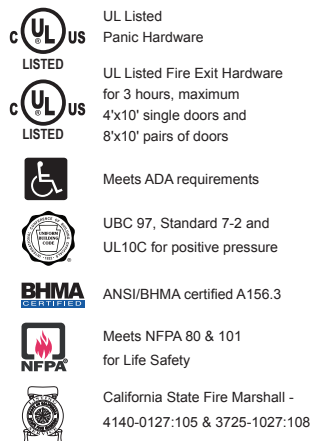 UL Listed
Panic Hardware
C UL US
LISTED
UL Listed Fire Exit Hardware
for 3 hours, maximum
4'x10' single doors and
8'x10' pairs of doors
C UL US
LISTED
Meets ADA requirements
UNIFORM
BUILDING
CODE
UBC 97, Standard 7-2 and
UL10C for positive pressure
BHMA
CERTIFIED
ANSI/BHMA certified A156.3
Meets NFPA 80 & 101
for Life Safety
NFPA
California State Fire Marshall -
4140-0127:105 & 3725-1027:108